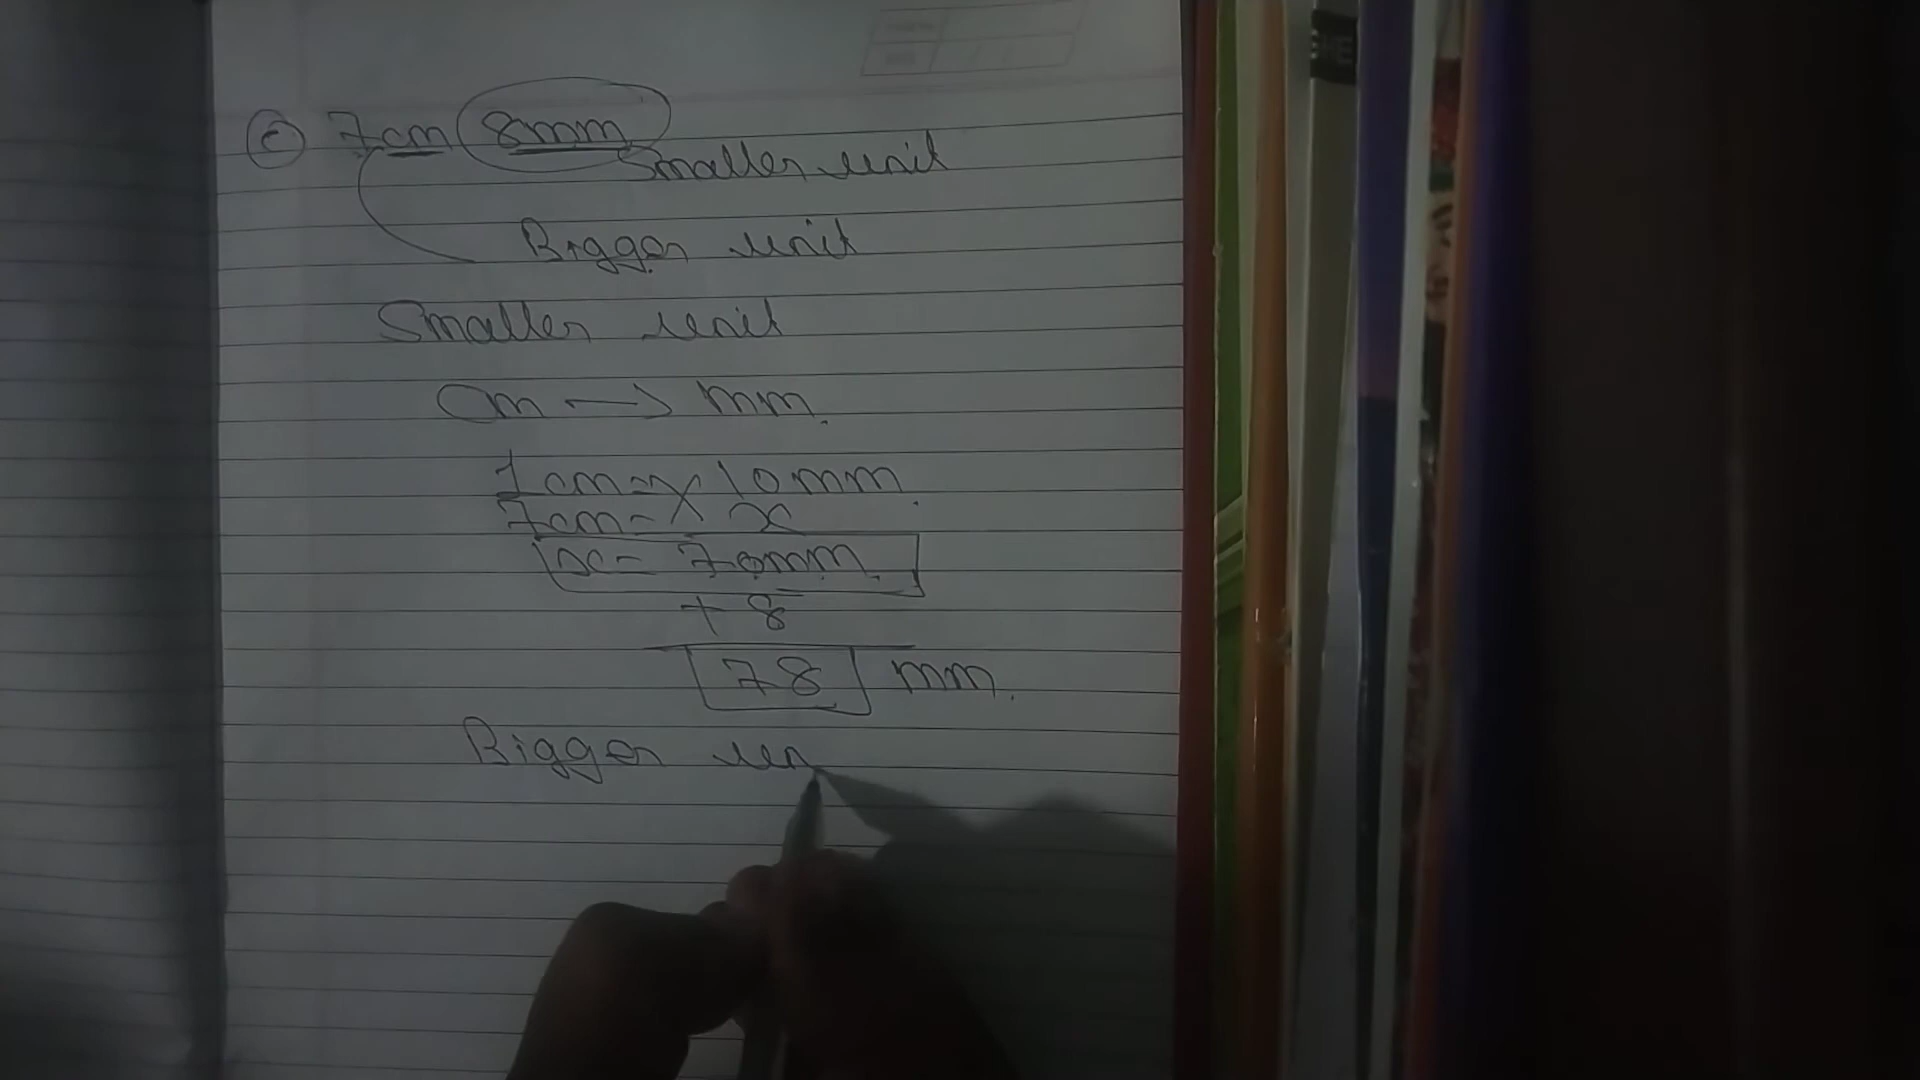 c 7cm 8mm
Smaller unit
Bigger unit
Smaller unit
cm → mm.
1cm = 10mm.
7cm = x
x = 70mm.
+ 8
78 mm.
Bigger un